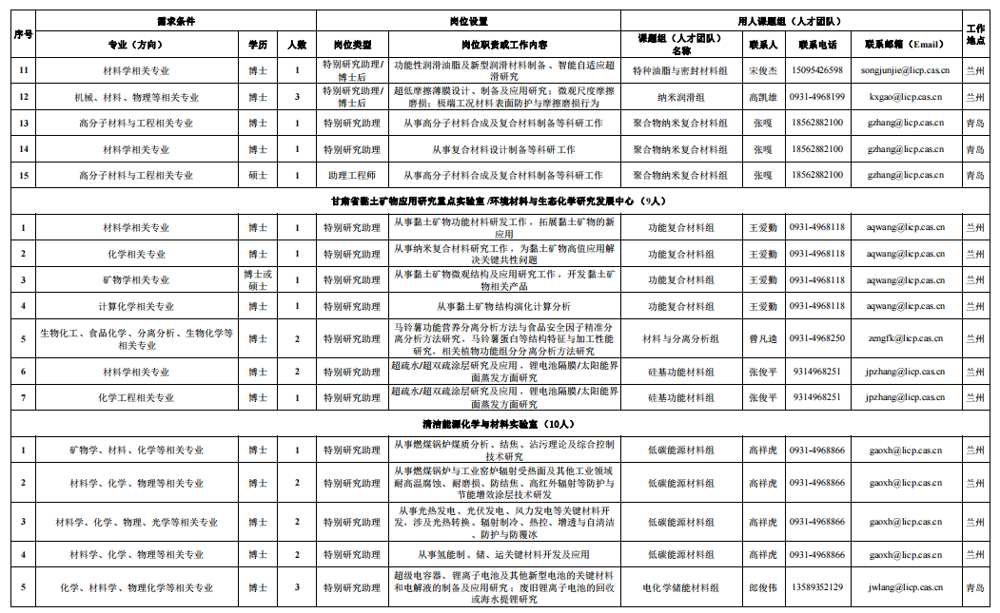 序号 需求条件 岗位设置 用人课题组（人才团队） 工作地点
专业（方向） 学历 人数 岗位类型 岗位职责或工作内容 课题组（人才团队）名称 联系人 联系电话 联系邮箱（Email）
11 材料学相关专业 博士 1 特别研究助理/博士后 功能性润滑油脂及新型润滑材料制备、智能自适应超滑研究 特种油脂与密封材料组 宋俊杰 15095426598 songjunjie@licp.cas.cn 兰州
12 机械、材料、物理等相关专业 博士 3 特别研究助理/博士后 超低摩擦薄膜设计、制备及应用研究；微观尺度摩擦磨损；极端工况材料表面防护与摩擦磨损行为 纳米润滑组 高凯雄 0931-4968199 kxgao@licp.cas.cn 兰州
13 高分子材料与工程相关专业 博士 1 特别研究助理 从事高分子材料合成及复合材料制备等科研工作 聚合物纳米复合材料组 张嘎 18562882100 gzhang@licp.cas.cn 青岛
14 材料学相关专业 博士 1 特别研究助理 从事复合材料设计制备等科研工作 聚合物纳米复合材料组 张嘎 18562882100 gzhang@licp.cas.cn 青岛
15 高分子材料与工程相关专业 硕士 1 助理工程师 从事高分子材料合成及复合材料制备等科研工作 聚合物纳米复合材料组 张嘎 18562882100 gzhang@licp.cas.cn 青岛
甘肃省黏土矿物应用研究重点实验室/环境材料与生态化学研究发展中心（9人）
1 材料学相关专业 博士 1 特别研究助理 从事黏土矿物功能材料研发工作，拓展黏土矿物的新应用 功能复合材料组 王爱勤 0931-4968118 aqwang@licp.cas.cn 兰州
2 化学相关专业 博士 1 特别研究助理 从事纳米复合材料研究工作，为黏土矿物高值应用解决关键共性问题 功能复合材料组 王爱勤 0931-4968118 aqwang@licp.cas.cn 兰州
3 矿物学相关专业 博士或硕士 1 特别研究助理 从事黏土矿物微观结构及应用研究工作，开发黏土矿物相关产品 功能复合材料组 王爱勤 0931-4968118 aqwang@licp.cas.cn 兰州
4 计算化学相关专业 博士 1 特别研究助理 从事黏土矿物结构演化计算分析 功能复合材料组 王爱勤 0931-4968118 aqwang@licp.cas.cn 兰州
5 生物化工、食品化学、分离分析、生物化学等相关专业 博士 2 特别研究助理 马铃薯功能营养分离分析方法与食品安全因子精准分离分析方法研究，马铃薯蛋白等结构特征与加工性能研究，相关植物功能组分分离分析方法研究 材料与分离分析组 曾凡逵 0931-4968250 zengfk@licp.cas.cn 兰州
6 材料学相关专业 博士 2 特别研究助理 超疏水/超双疏涂层研究及应用，锂电池隔膜/太阳能界面蒸发方面研究 硅基功能材料组 张俊平 9314968251 jpzhang@licp.cas.cn 兰州
7 化学工程相关专业 博士 1 特别研究助理 超疏水/超双疏涂层研究及应用，锂电池隔膜/太阳能界面蒸发方面研究 硅基功能材料组 张俊平 9314968251 jpzhang@licp.cas.cn 兰州
清洁能源化学与材料实验室（10人）
1 矿物学、材料、化学等相关专业 博士 1 特别研究助理 从事燃煤锅炉煤质分析、结焦、沾污理论及综合控制技术研究 低碳能源材料组 高祥虎 0931-4968866 gaoxh@licp.cas.cn 兰州
2 材料学、化学、物理等相关专业 博士 2 特别研究助理 从事燃煤锅炉与工业窑炉辐射受热面及其他工业领域耐高温腐蚀、耐磨损、防结焦、高红外辐射等防护与节能增效涂层技术研发 低碳能源材料组 高祥虎 0931-4968866 gaoxh@licp.cas.cn 兰州
3 材料学、化学、物理、光学等相关专业 博士 2 特别研究助理 从事光热发电、光伏发电、风力发电等关键材料开发，涉及光热转换、辐射制冷、热控、增透与自清洁、防护与防覆冰 低碳能源材料组 高祥虎 0931-4968866 gaoxh@licp.cas.cn 兰州
4 材料学、化学、物理等相关专业 博士 2 特别研究助理 从事氢能制、储、运关键材料开发及应用 低碳能源材料组 高祥虎 0931-4968866 gaoxh@licp.cas.cn 兰州
5 化学、材料学、物理化学等相关专业 博士 3 特别研究助理 超级电容器、锂离子电池及其他新型电池的关键材料和电解液的制备及应用研究；废旧锂离子电池的回收或海水提锂研究 电化学储能材料组 郎俊伟 13589352129 jwlang@licp.cas.cn 青岛